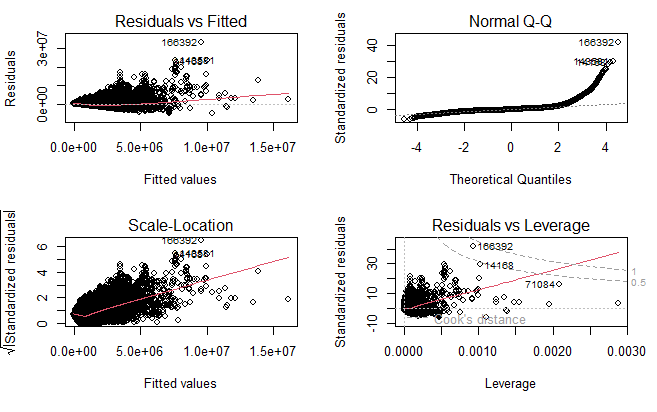 Residuals vs Fitted
Residuals
0e+00
3e+07
166392
0.0e+00 5.0e+06 1.0e+07 1.5e+07
Fitted values
Normal Q-Q
Standardized residuals
0 20 40
166392
-4 -2 0 2 4
Theoretical Quantiles
Scale-Location
√|Standardized residuals|
0 2 4 6
166392
0.0e+00 5.0e+06 1.0e+07 1.5e+07
Fitted values
Residuals vs Leverage
Standardized residuals
-10 10 30
166392
14168
71084
1
0.5
Cook's distance
0.0000 0.0010 0.0020 0.0030
Leverage